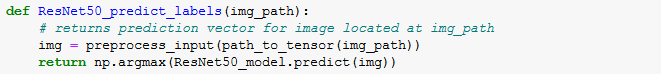 def ResNet50_predict_labels(img_path):
    # returns prediction vector for image located at img_path
    img = preprocess_input(path_to_tensor(img_path))
    return np.argmax(ResNet50_model.predict(img))